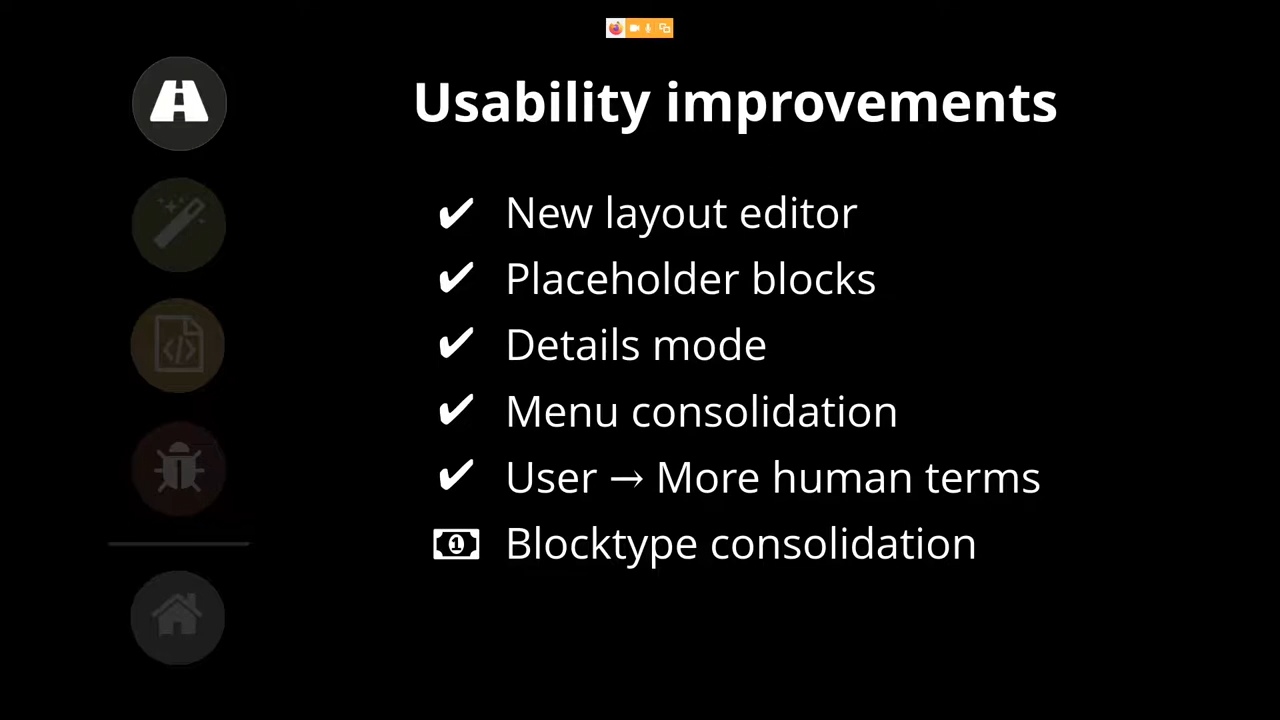 Usability improvements
✔ New layout editor
✔ Placeholder blocks
✔ Details mode
✔ Menu consolidation
✔ User → More human terms
Blocktype consolidation